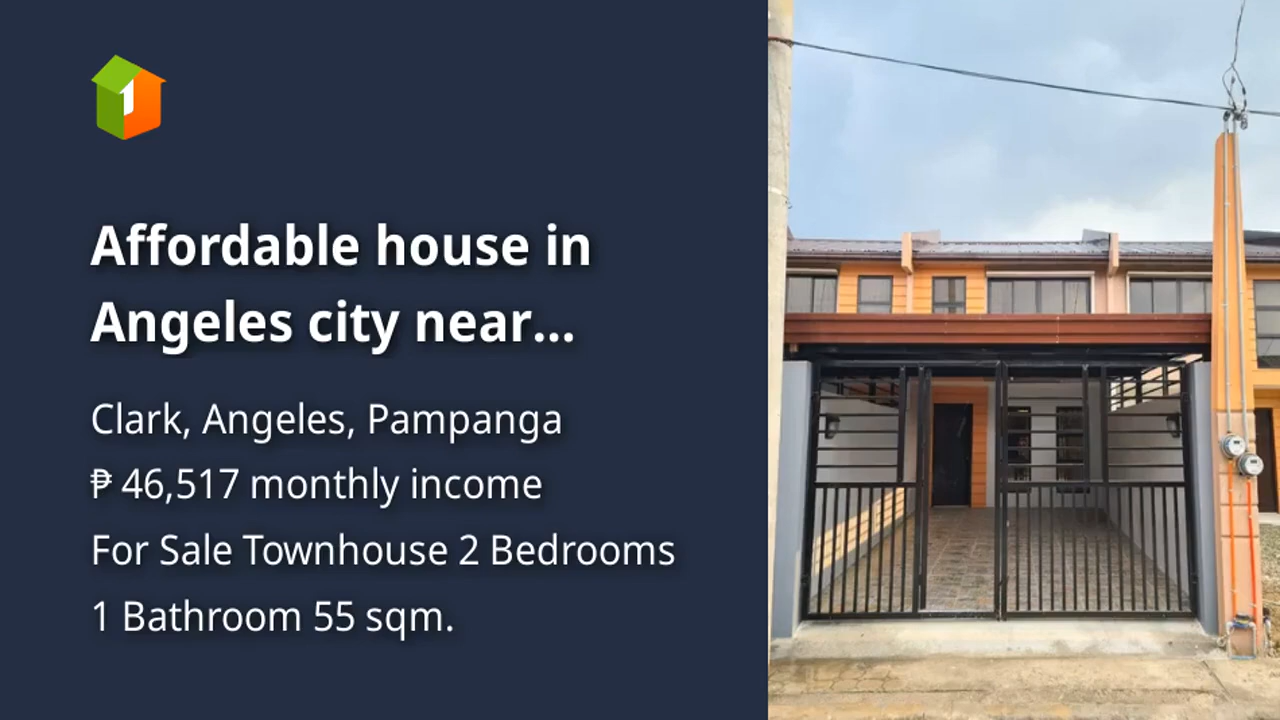 Affordable house in
Angeles city near...
Clark, Angeles, Pampanga
₱ 46,517 monthly income
For Sale Townhouse 2 Bedrooms
1 Bathroom 55 sqm.